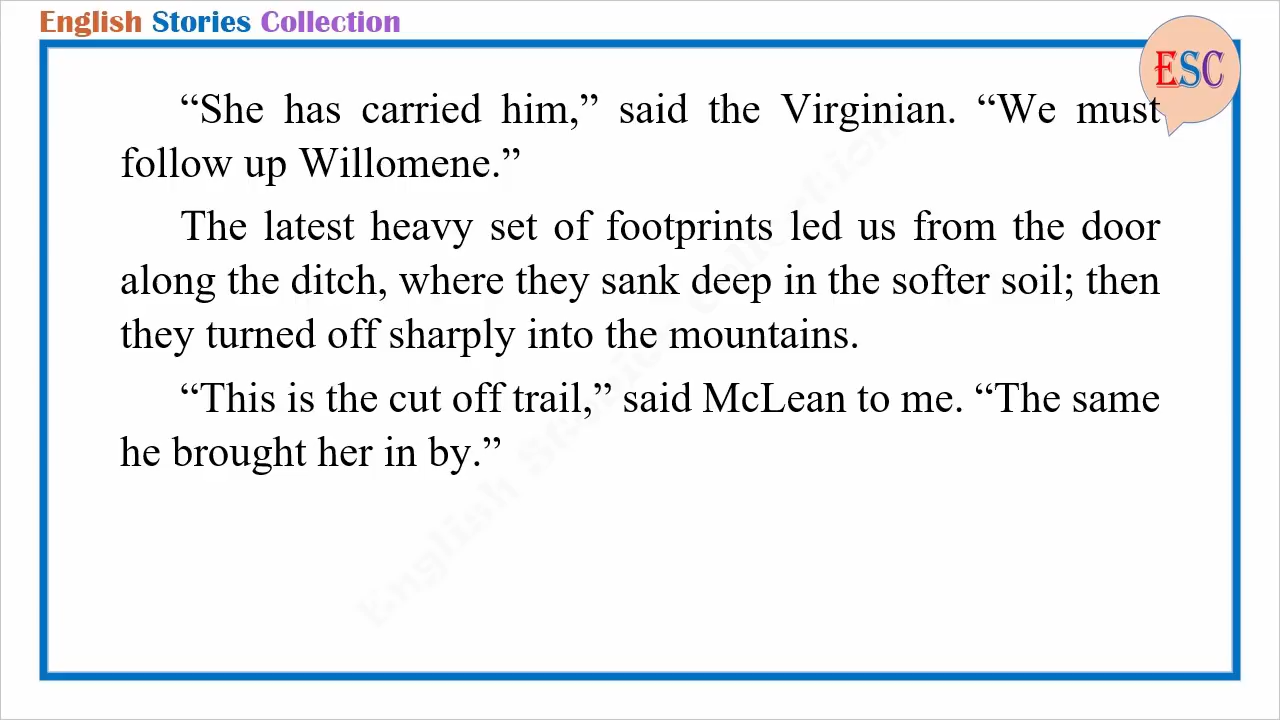 English Stories Collection
ESC
“She has carried him,” said the Virginian. “We must
follow up Willomene.”
The latest heavy set of footprints led us from the door
along the ditch, where they sank deep in the softer soil; then
they turned off sharply into the mountains.
“This is the cut off trail,” said McLean to me. “The same
he brought her in by.”
English Stories Collection